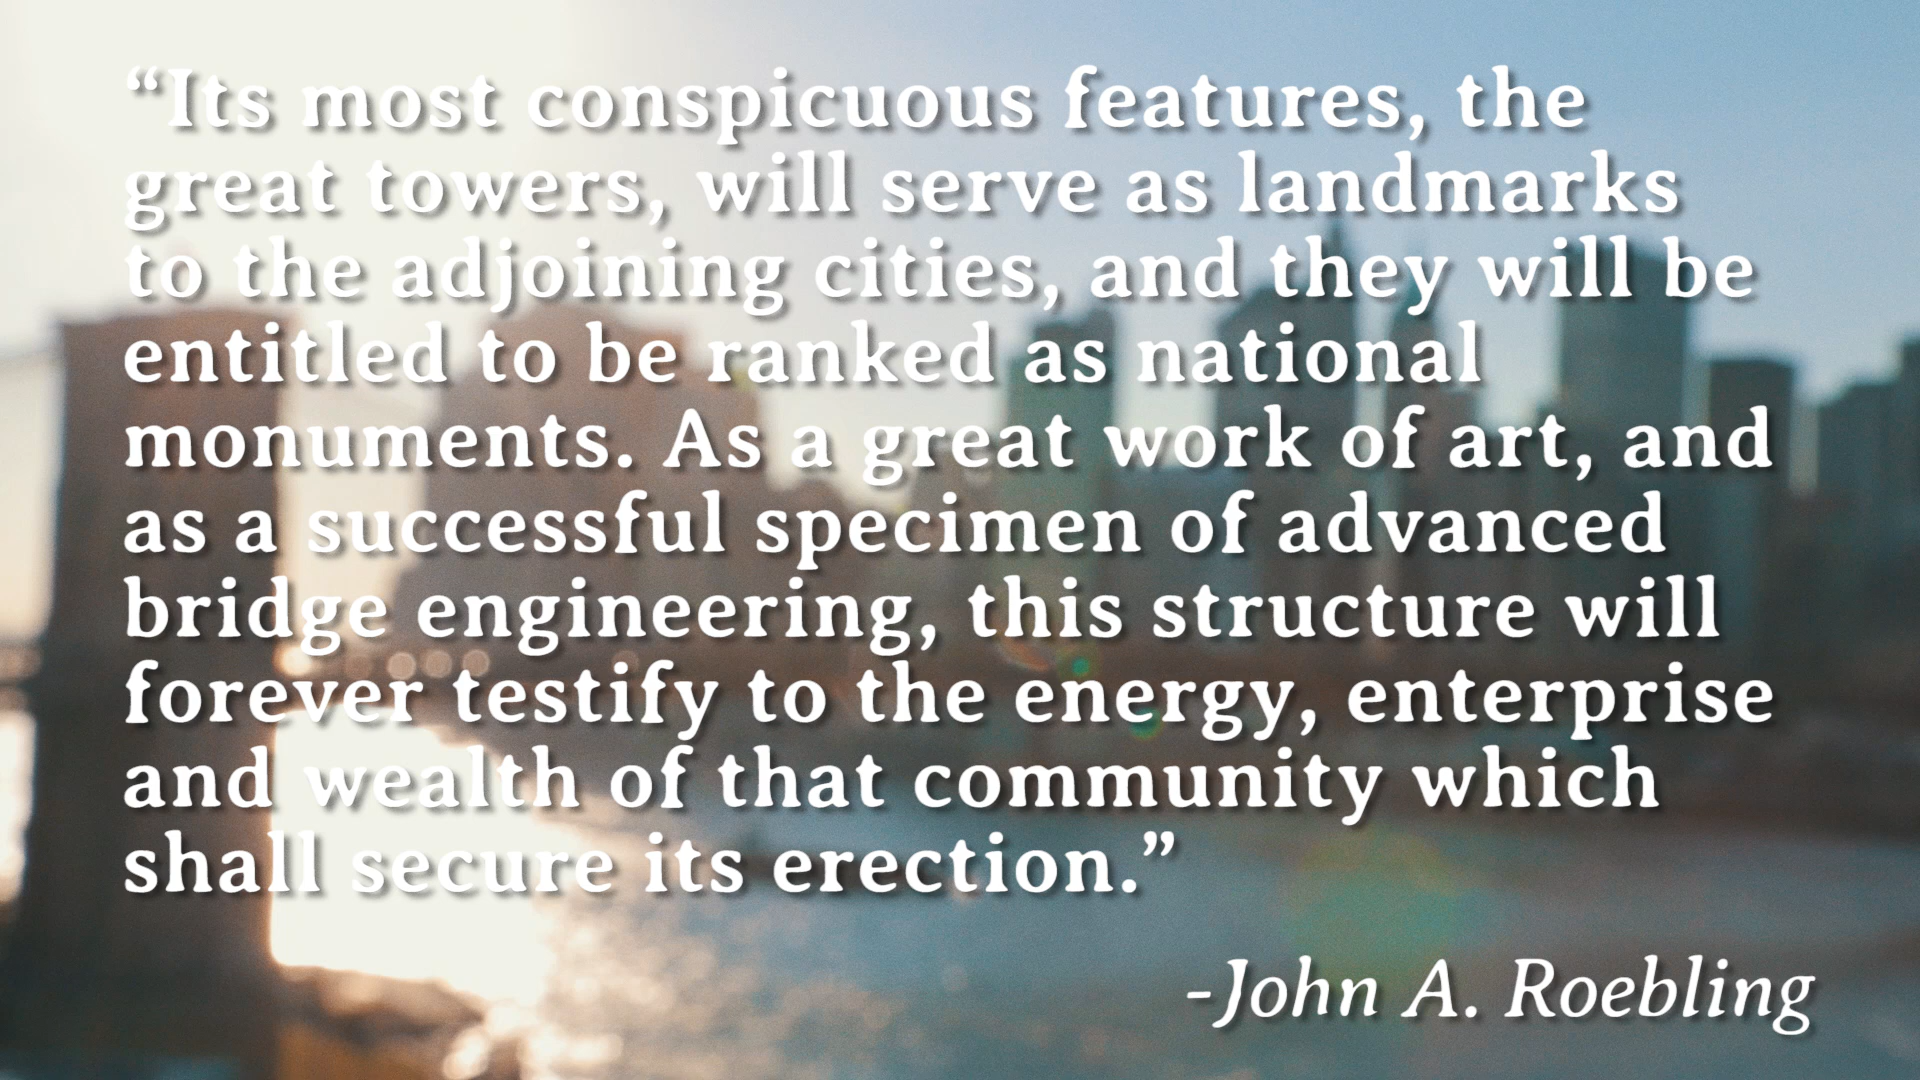 “Its most conspicuous features, the
great towers, will serve as landmarks
to the adjoining cities, and they will be
entitled to be ranked as national
monuments. As a great work of art, and
as a successful specimen of advanced
bridge engineering, this structure will
forever testify to the energy, enterprise
and wealth of that community which
shall secure its erection.”
-John A. Roebling